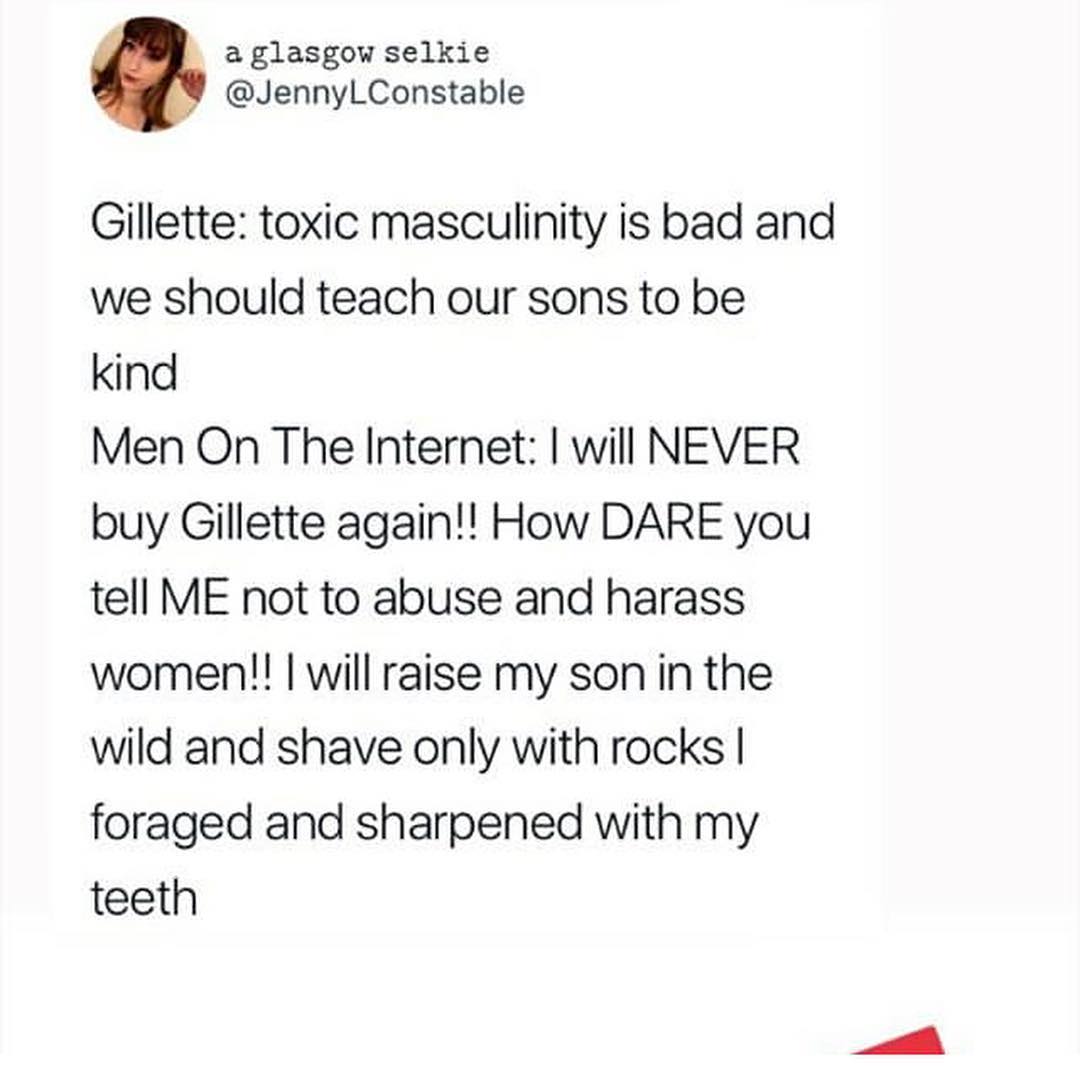 a glasgow selkie
@JennyLConstable
Gillette: toxic masculinity is bad and
we should teach our sons to be
kind
Men On The Internet: I will NEVER
buy Gillette again!! How DARE you
tell ME not to abuse and harass
women!! I will raise my son in the
wild and shave only with rocks I
foraged and sharpened with my
teeth